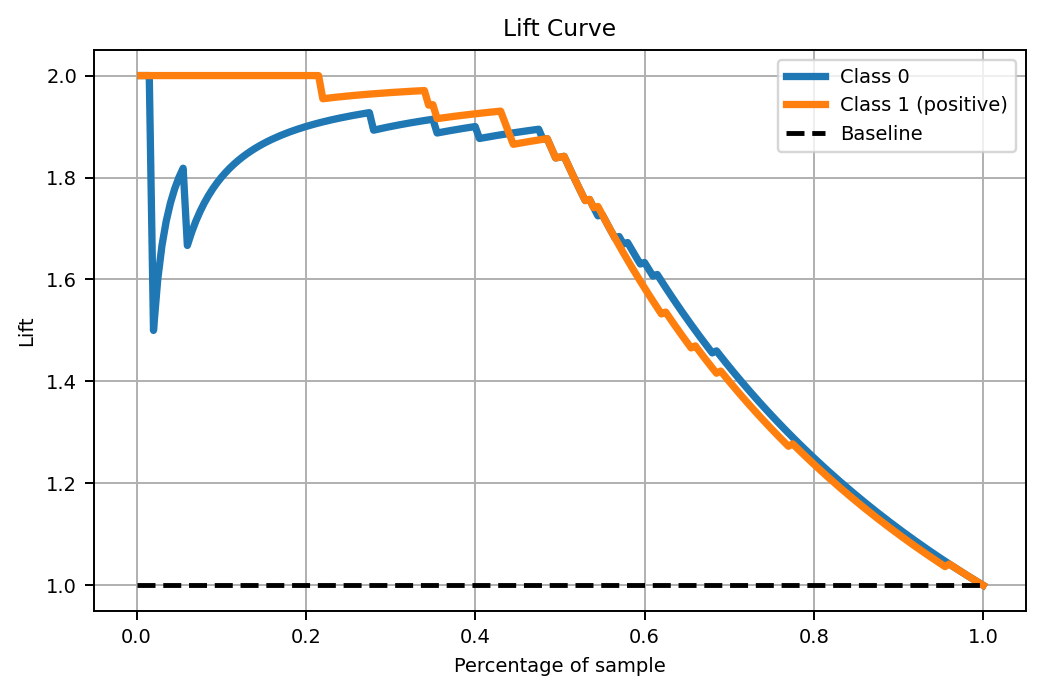 Lift Curve
2.0
1.8
1.6
1.4
1.2
1.0
Lift
Class 0
Class 1 (positive)
Baseline
0.0 0.2 0.4 0.6 0.8 1.0
Percentage of sample